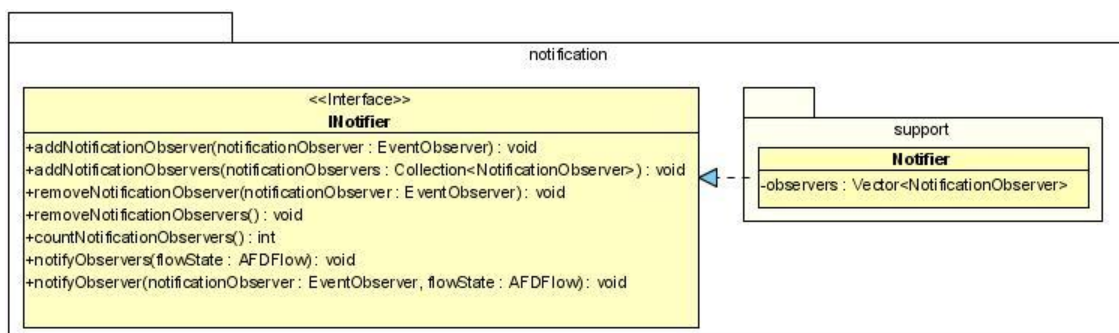 notification
<<Interface>>
INotifier
+addNotificationObserver(notificationObserver : EventObserver) : void
+addNotificationObservers(notificationObservers : Collection<NotificationObserver>) : void
+removeNotificationObserver(notificationObserver : EventObserver) : void
+removeNotificationObservers() : void
+countNotificationObservers() : int
+notifyObservers(flowState : AFDFlow) : void
+notifyObserver(notificationObserver : EventObserver, flowState : AFDFlow) : void
support
Notifier
-observers : Vector<NotificationObserver>